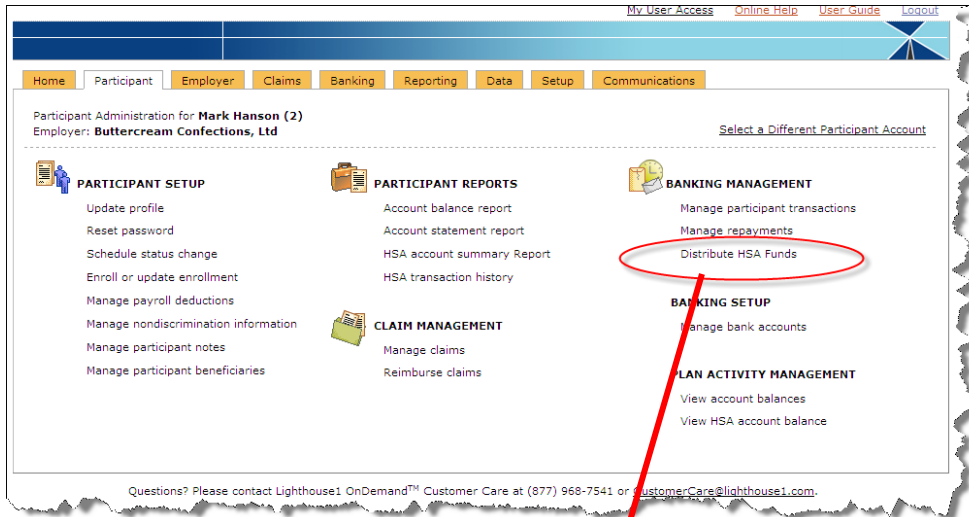 My User Access Online Help User Guide Logout
Home Participant Employer Claims Banking Reporting Data Setup Communications
Participant Administration for Mark Hanson (2)
Employer: Buttercream Confections, Ltd
Select a Different Participant Account
PARTICIPANT SETUP
Update profile
Reset password
Schedule status change
Enroll or update enrollment
Manage payroll deductions
Manage nondiscrimination information
Manage participant notes
Manage participant beneficiaries
PARTICIPANT REPORTS
Account balance report
Account statement report
HSA account summary Report
HSA transaction history
CLAIM MANAGEMENT
Manage claims
Reimburse claims
BANKING MANAGEMENT
Manage participant transactions
Manage repayments
Distribute HSA Funds
BANKING SETUP
Manage bank accounts
PLAN ACTIVITY MANAGEMENT
View account balances
View HSA account balance
Questions? Please contact Lighthouse1 OnDemand™ Customer Care at (877) 968-7541 or CustomerCare@lighthouse1.com.